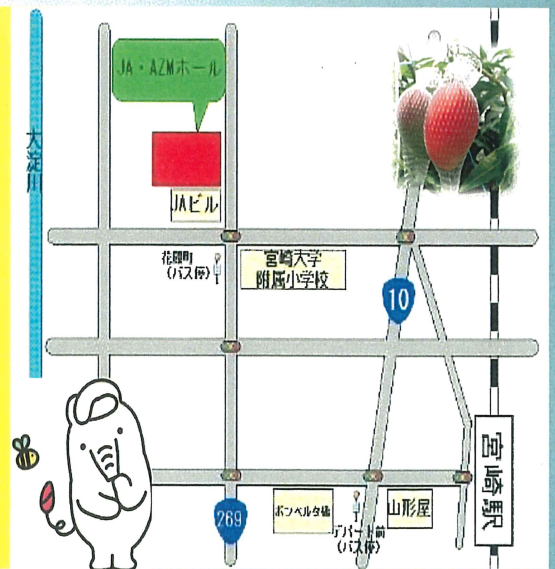 JA・AZMホール
大淀川
JAビル
花殿町
(バス停)
宮崎大学
附属小学校
10
宮崎駅
269
ボンベルタ橘
デパート前
(バス停)
山形屋